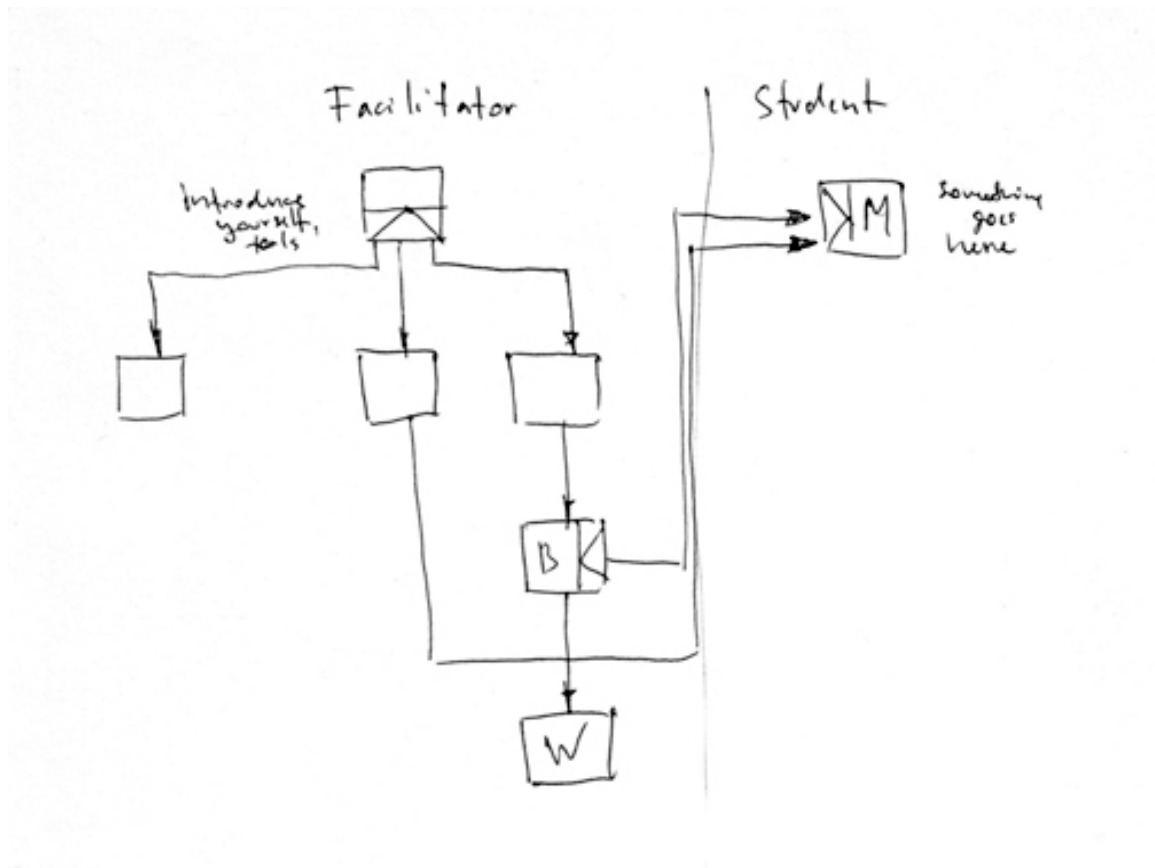 Facilitator
Student
Introduce
yourself,
tools
M
something
goes
here
B
W